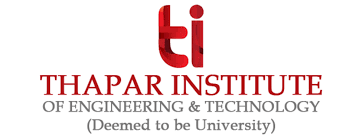 ti
THAPAR INSTITUTE
OF ENGINEERING & TECHNOLOGY
(Deemed to be University)